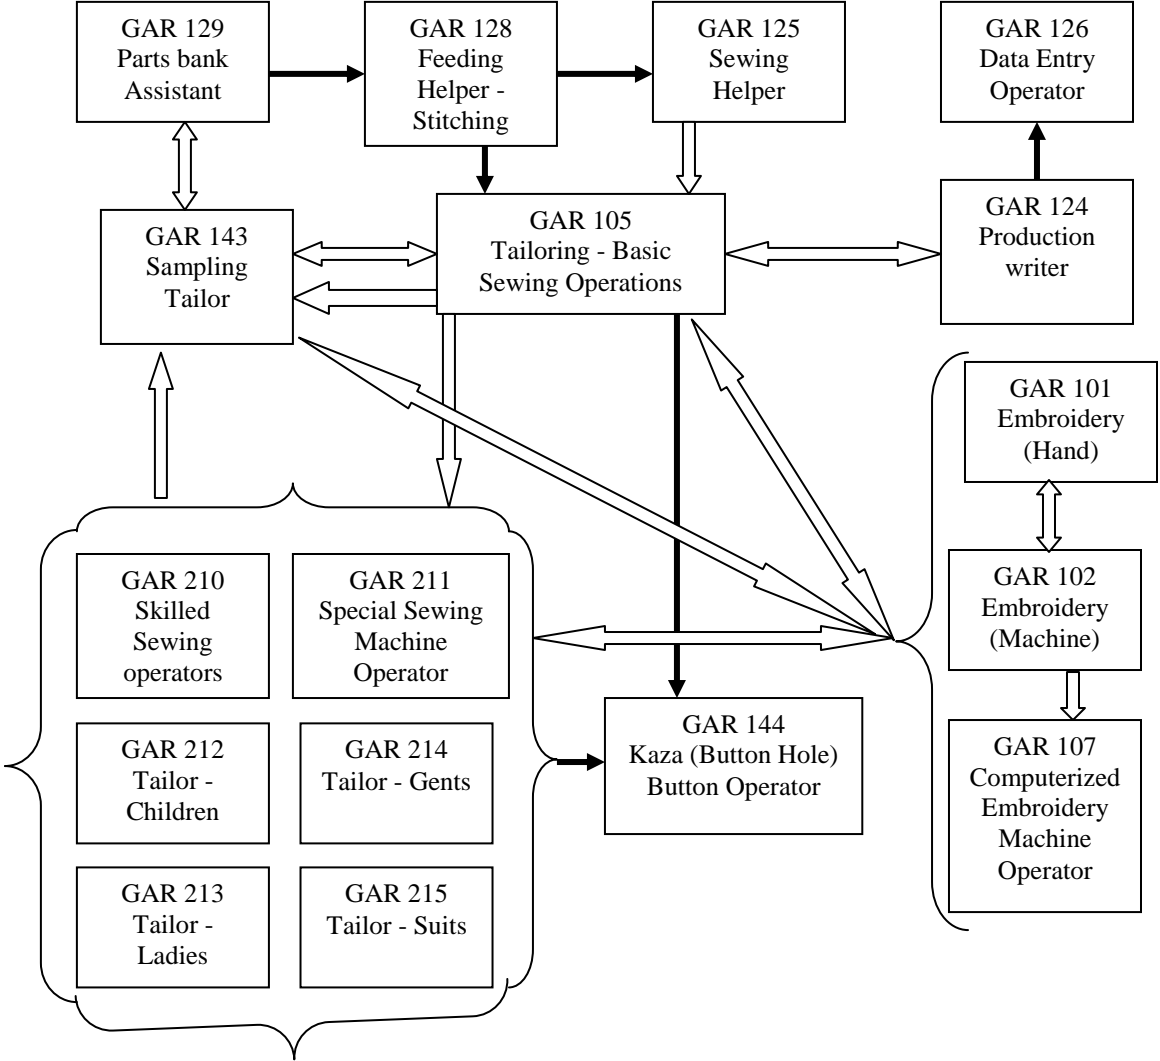 GAR 129
Parts bank
Assistant
GAR 128
Feeding
Helper -
Stitching
GAR 125
Sewing
Helper
GAR 126
Data Entry
Operator
GAR 143
Sampling
Tailor
GAR 105
Tailoring - Basic
Sewing Operations
GAR 124
Production
writer
GAR 101
Embroidery
(Hand)
GAR 102
Embroidery
(Machine)
GAR 107
Computerized
Embroidery
Machine
Operator
GAR 210
Skilled
Sewing
operators
GAR 211
Special Sewing
Machine
Operator
GAR 212
Tailor -
Children
GAR 214
Tailor - Gents
GAR 144
Kaza (Button Hole)
Button Operator
GAR 213
Tailor -
Ladies
GAR 215
Tailor - Suits